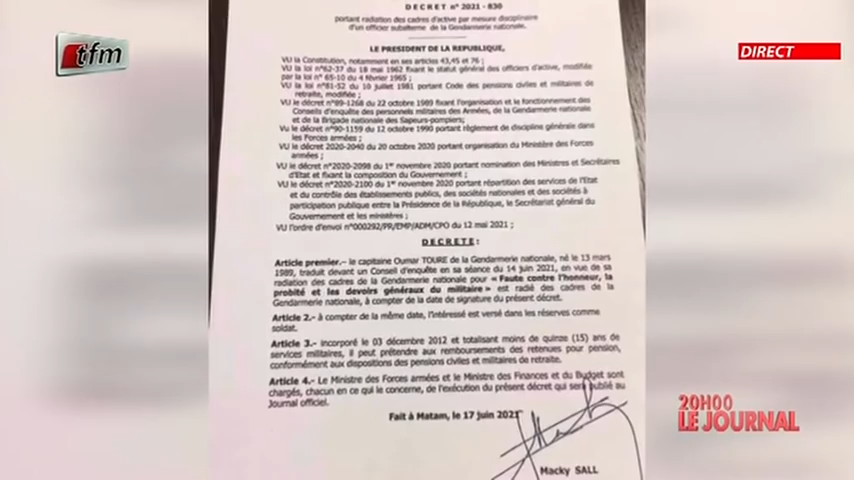 DECRET n° 2021 - 830
portant radiation des cadres d'active par mesure disciplinaire
d'un officier subalterne de la Gendarmerie nationale.
tfm
DIRECT
LE PRESIDENT DE LA REPUBLIQUE,
VU la Constitution, notamment en ses articles 43,45 et 76 ;
VU la loi n°62-37 du 18 mai 1962 fixant le statut général des officiers d'active, modifiée
par la loi n° 65-10 du 4 février 1965 ;
VU la loi n°81-52 du 10 juillet 1981 portant Code des pensions civiles et militaires de
retraite, modifiée ;
VU le décret n°89-1268 du 22 octobre 1989 fixant l'organisation et le fonctionnement des
Conseils d'enquête des personnels militaires des Armées, de la Gendarmerie nationale
et de la Brigade nationale des Sapeurs-pompiers;
Vu le décret n°90-1159 du 12 octobre 1990 portant règlement de discipline générale dans
les Forces armées ;
VU le décret 2020-2040 du 20 octobre 2020 portant organisation du Ministère des Forces
armées ;
VU le décret n°2020-2098 du 1er novembre 2020 portant nomination des Ministres et Secrétaires
d'Etat et fixant la composition du Gouvernement ;
VU le décret n°2020-2100 du 1er novembre 2020 portant répartition des services de l'Etat
et du contrôle des établissements publics, des sociétés nationales et des sociétés à
participation publique entre la Présidence de la République, le Secrétariat général du
Gouvernement et les ministères ;
VU l'ordre d'envoi n°000292/PR/EMP/ADM/CPO du 12 mai 2021 ;
DECRETE :
Article premier.- le capitaine Oumar TOURE de la Gendarmerie nationale, né le 13 mars
1989, traduit devant un Conseil d'enquête en sa séance du 14 juin 2021, en vue de sa
radiation des cadres de la Gendarmerie nationale pour « Faute contre l'honneur, la
probité et les devoirs généraux du militaire » est radié des cadres de la
Gendarmerie nationale, à compter de la date de signature du présent décret.
Article 2.- à compter de la même date, l'intéressé est versé dans les réserves comme
soldat.
Article 3.- incorporé le 03 décembre 2012 et totalisant moins de quinze (15) ans de
services militaires, il peut prétendre aux remboursements des retenues pour pension,
conformément aux dispositions des pensions civiles et militaires de retraite.
Article 4.- Le Ministre des Forces armées et le Ministre des Finances et du Budget sont
chargés, chacun en ce qui le concerne, de l'exécution du présent décret qui sera publié au
Journal officiel.
Fait à Matam, le 17 juin 2021
Macky SALL
20H00
LE JOURNAL